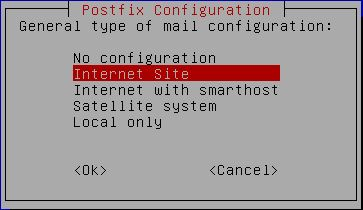 Postfix Configuration
General type of mail configuration:
No configuration
Internet Site
Internet with smarthost
Satellite system
Local only
<Ok> <Cancel>